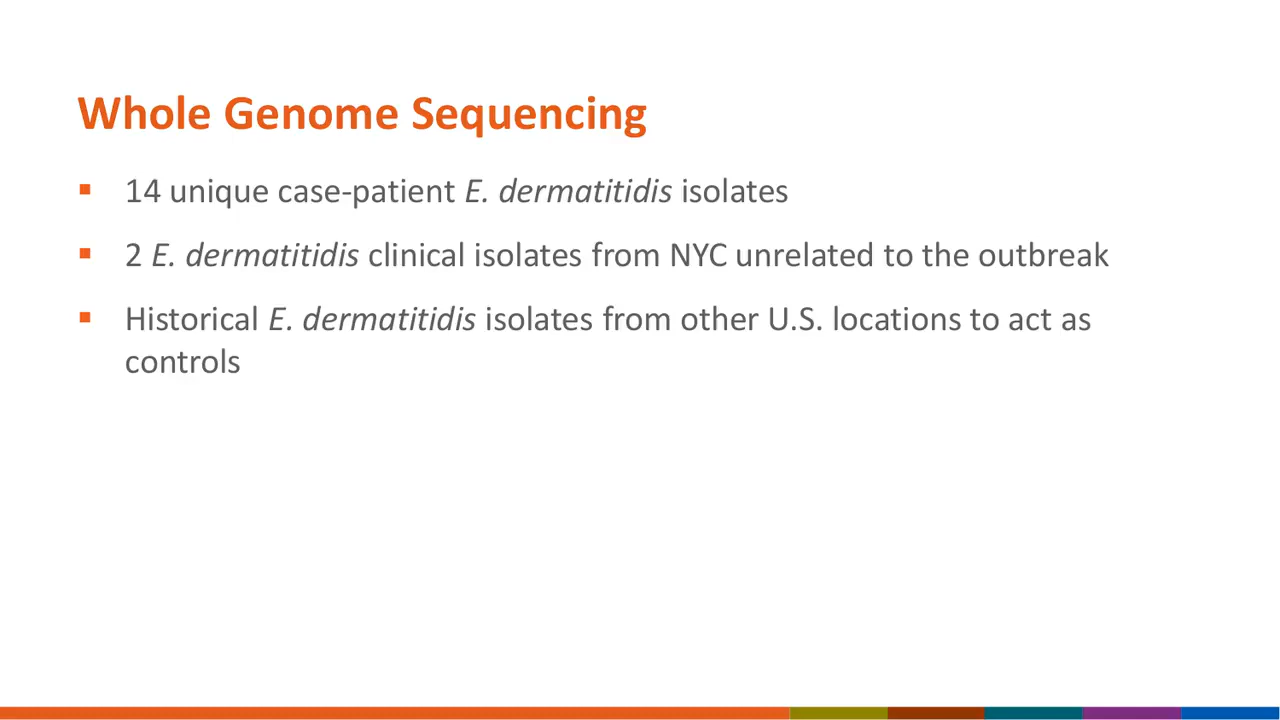 Whole Genome Sequencing
▪ 14 unique case-patient E. dermatitidis isolates
▪ 2 E. dermatitidis clinical isolates from NYC unrelated to the outbreak
▪ Historical E. dermatitidis isolates from other U.S. locations to act as
controls